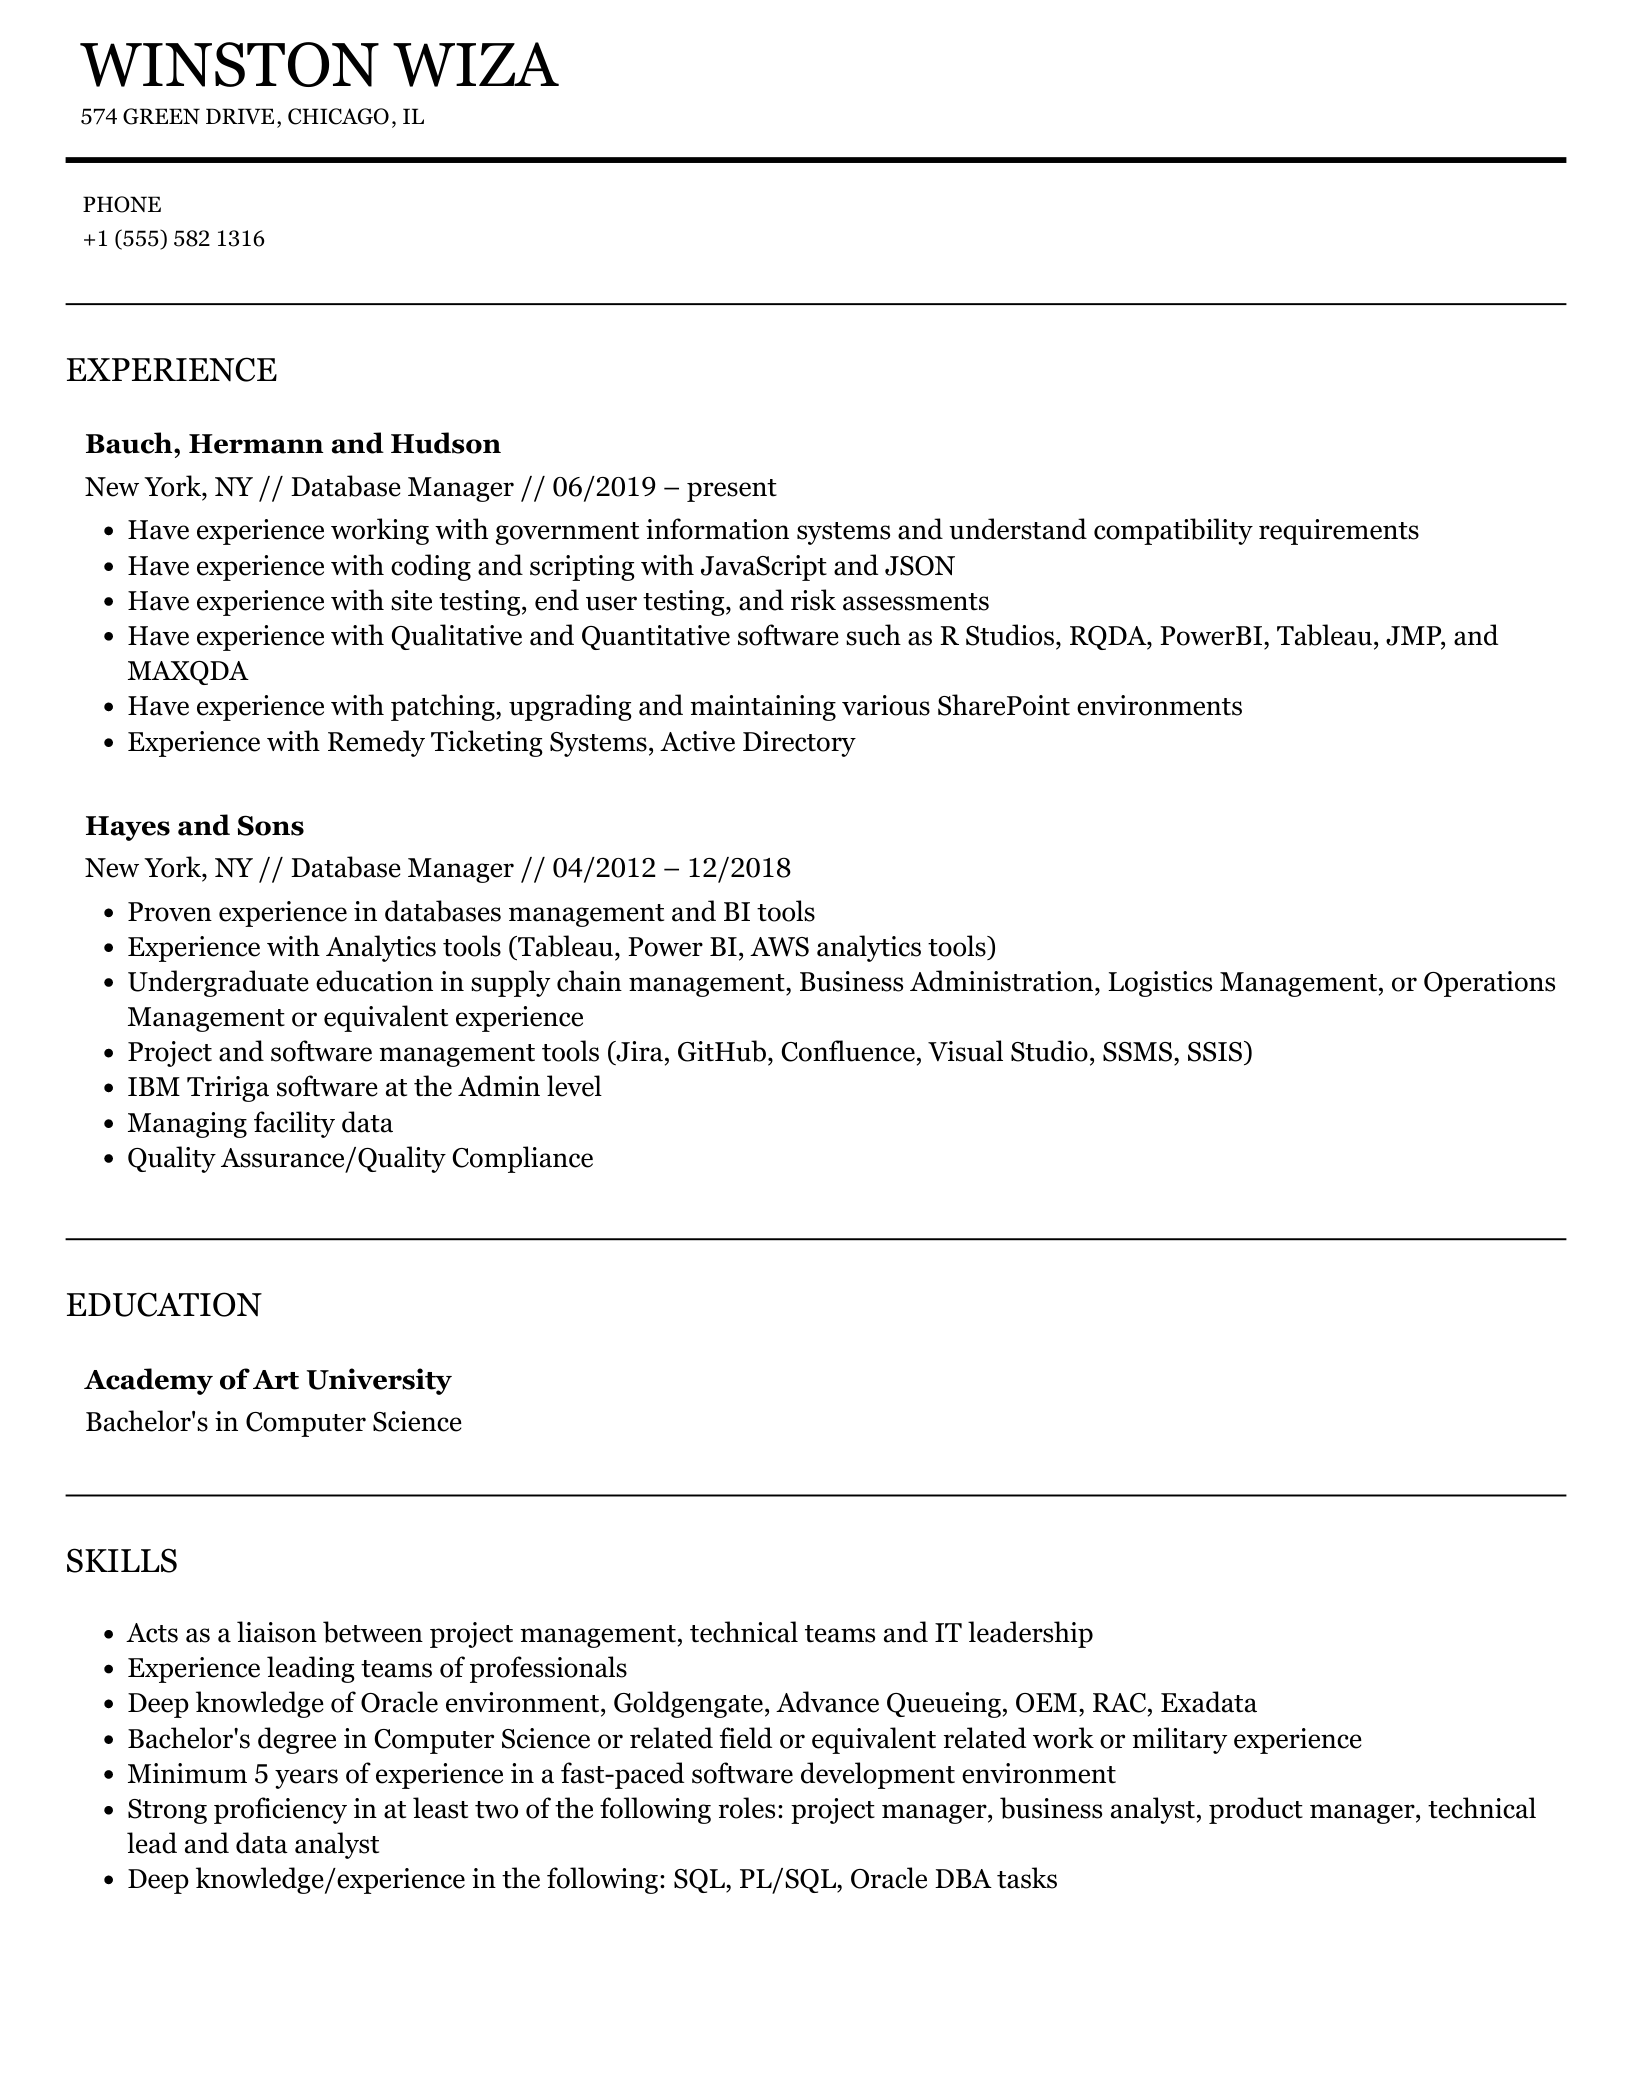 WINSTON WIZA
574 GREEN DRIVE, CHICAGO, IL
PHONE
+1 (555) 582 1316
EXPERIENCE
Bauch, Hermann and Hudson
New York, NY // Database Manager // 06/2019 – present
• Have experience working with government information systems and understand compatibility requirements
• Have experience with coding and scripting with JavaScript and JSON
• Have experience with site testing, end user testing, and risk assessments
• Have experience with Qualitative and Quantitative software such as R Studios, RQDA, PowerBI, Tableau, JMP, and
MAXQDA
• Have experience with patching, upgrading and maintaining various SharePoint environments
• Experience with Remedy Ticketing Systems, Active Directory
Hayes and Sons
New York, NY // Database Manager // 04/2012 – 12/2018
• Proven experience in databases management and BI tools
• Experience with Analytics tools (Tableau, Power BI, AWS analytics tools)
• Undergraduate education in supply chain management, Business Administration, Logistics Management, or Operations
Management or equivalent experience
• Project and software management tools (Jira, GitHub, Confluence, Visual Studio, SSMS, SSIS)
• IBM Tririga software at the Admin level
• Managing facility data
• Quality Assurance/Quality Compliance
EDUCATION
Academy of Art University
Bachelor's in Computer Science
SKILLS
• Acts as a liaison between project management, technical teams and IT leadership
• Experience leading teams of professionals
• Deep knowledge of Oracle environment, Goldgengate, Advance Queueing, OEM, RAC, Exadata
• Bachelor's degree in Computer Science or related field or equivalent related work or military experience
• Minimum 5 years of experience in a fast-paced software development environment
• Strong proficiency in at least two of the following roles: project manager, business analyst, product manager, technical
lead and data analyst
• Deep knowledge/experience in the following: SQL, PL/SQL, Oracle DBA tasks